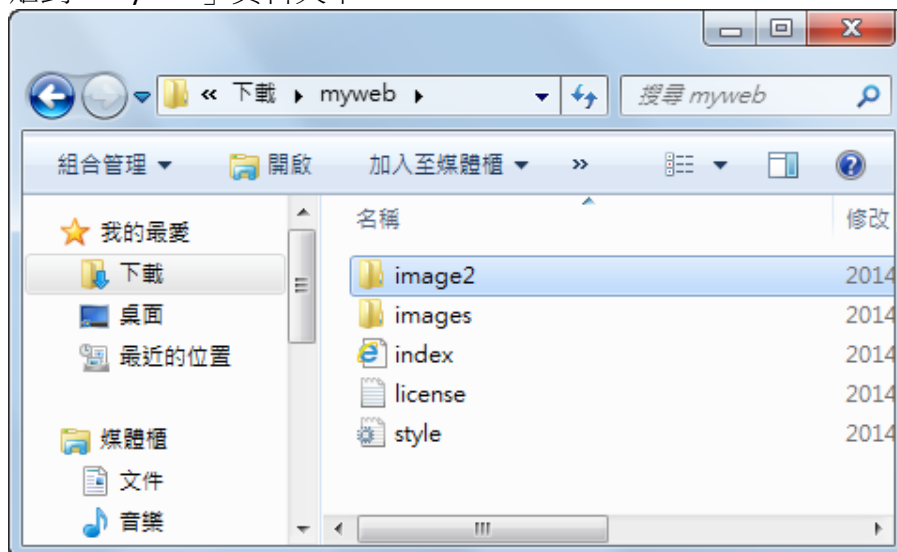 « 下載 ▸ myweb ▸
搜尋 myweb
組合管理 開啟 加入至媒體櫃 »
我的最愛
下載
桌面
最近的位置
媒體櫃
文件
音樂
名稱 修改
image2 2014
images 2014
index 2014
license 2014
style 2014